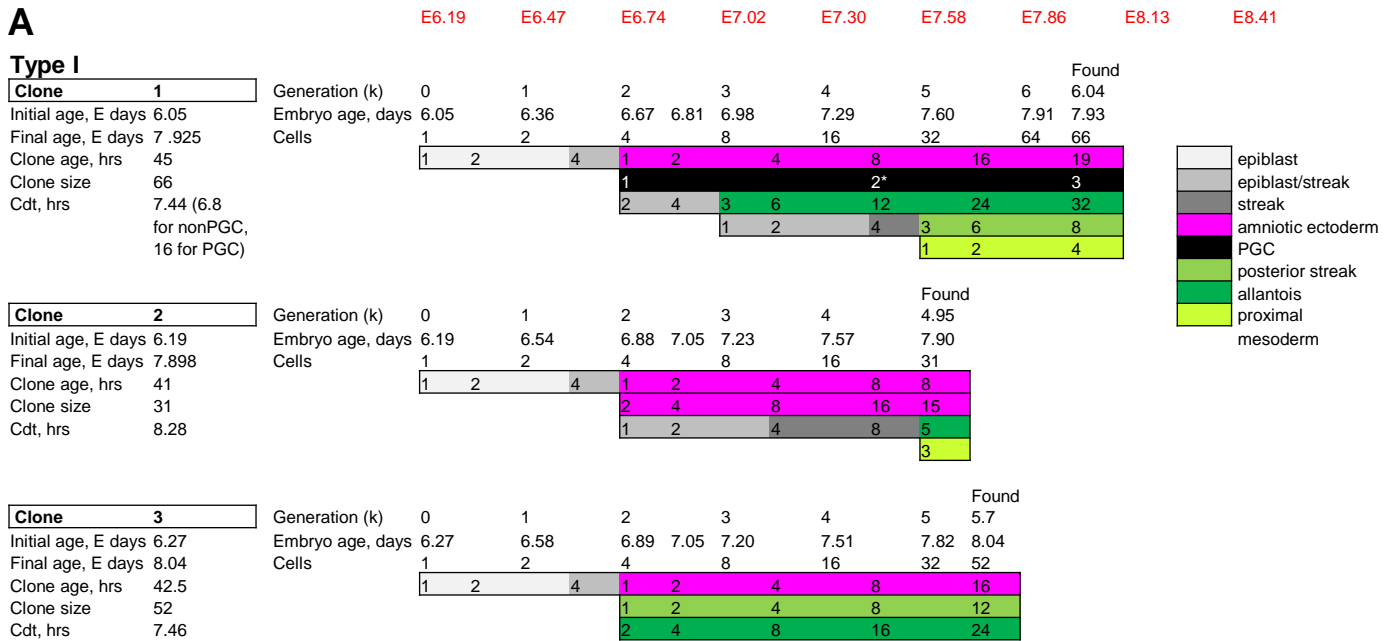 A
E6.19 E6.47 E6.74 E7.02 E7.30 E7.58 E7.86 E8.13 E8.41
Type I
Found
Clone 1 Generation (k) 0 1 2 3 4 5 6 6.04
Initial age, E days 6.05 Embryo age, days 6.05 6.36 6.67 6.81 6.98 7.29 7.60 7.91 7.93
Final age, E days 7 .925 Cells 1 2 4 8 16 32 64 66
Clone age, hrs 45 1 2 4 1 2 4 8 16 19 epiblast
Clone size 66 1 2* 3 epiblast/streak
Cdt, hrs 7.44 (6.8 2 4 3 6 12 24 32 streak
for nonPGC, 1 2 4 3 6 8 amniotic ectoderm
16 for PGC) 1 2 4 PGC
posterior streak
allantois
Found
Clone 2 Generation (k) 0 1 2 3 4 4.95 proximal
Initial age, E days 6.19 Embryo age, days 6.19 6.54 6.88 7.05 7.23 7.57 7.90 mesoderm
Final age, E days 7.898 Cells 1 2 4 8 16 31
Clone age, hrs 41 1 2 4 1 2 4 8 8
Clone size 31 2 4 8 16 15
Cdt, hrs 8.28 1 2 4 8 5
3
Found
Clone 3 Generation (k) 0 1 2 3 4 5 5.7
Initial age, E days 6.27 Embryo age, days 6.27 6.58 6.89 7.05 7.20 7.51 7.82 8.04
Final age, E days 8.04 Cells 1 2 4 8 16 32 52
Clone age, hrs 42.5 1 2 4 1 2 4 8 16
Clone size 52 1 2 4 8 12
Cdt, hrs 7.46 2 4 8 16 24